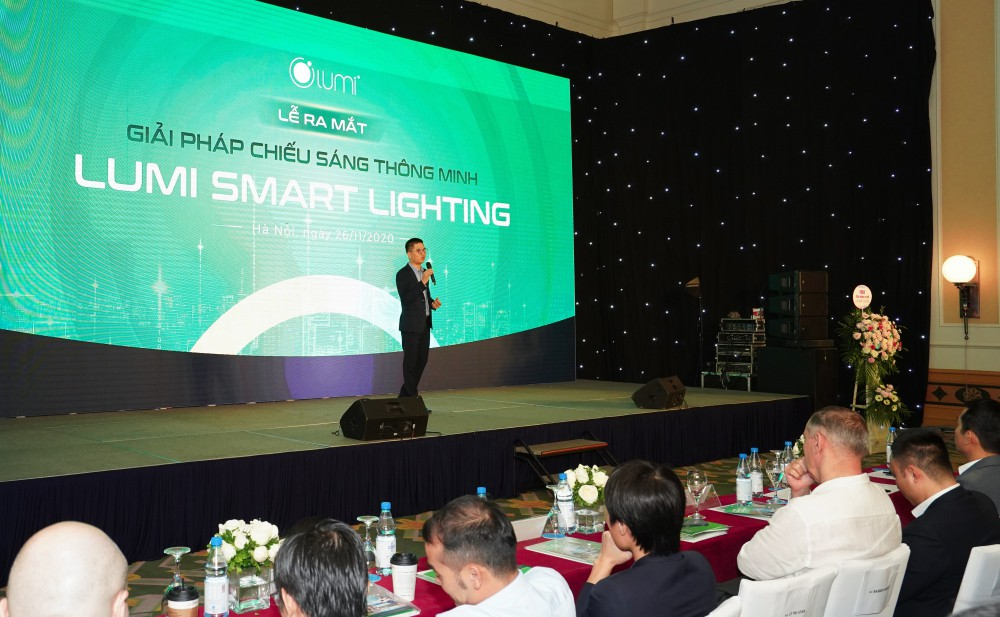 Lumi
LỄ RA MẮT
GIẢI PHÁP CHIẾU SÁNG THÔNG MINH
LUMI SMART LIGHTING
Hà Nội, ngày 26/11/2020